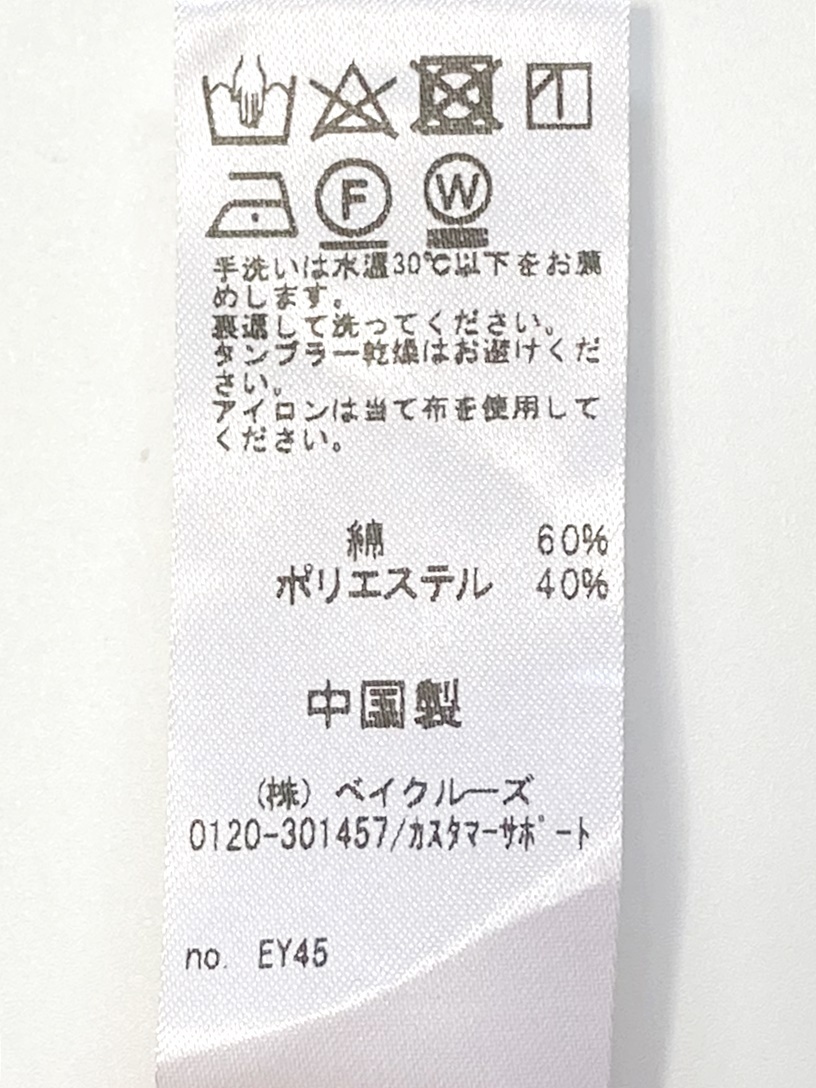 F W
手洗いは水温30℃以下をお薦
めします。
裏返して洗ってください。
タンブラー乾燥はお避けくだ
さい。
アイロンは当て布を使用して
ください。
綿 60%
ポリエステル 40%
中国製
(株) ベイクルーズ
0120-301457/カスタマーサポート
no. EY45